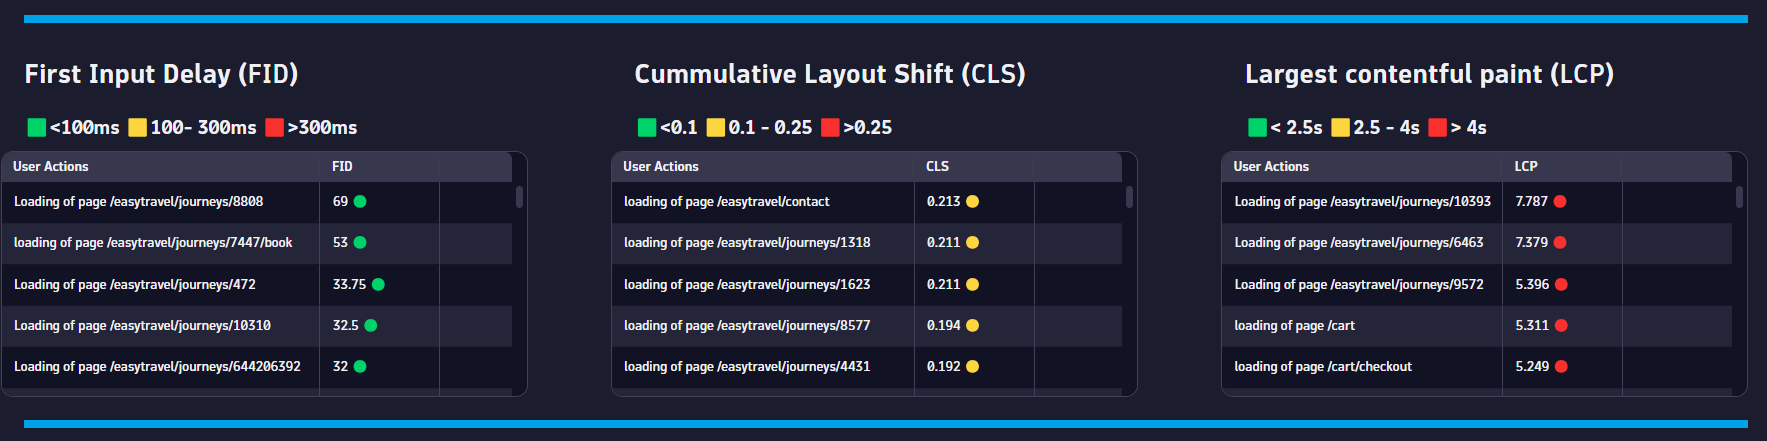 First Input Delay (FID)
<100ms 100- 300ms >300ms
User Actions FID
Loading of page /easytravel/journeys/8808 69
loading of page /easytravel/journeys/7447/book 53
Loading of page /easytravel/journeys/472 33.75
Loading of page /easytravel/journeys/10310 32.5
Loading of page /easytravel/journeys/644206392 32
Cummulative Layout Shift (CLS)
<0.1 0.1 - 0.25 >0.25
User Actions CLS
loading of page /easytravel/contact 0.213
loading of page /easytravel/journeys/1318 0.211
loading of page /easytravel/journeys/1623 0.211
loading of page /easytravel/journeys/8577 0.194
loading of page /easytravel/journeys/4431 0.192
Largest contentful paint (LCP)
< 2.5s 2.5 - 4s > 4s
User Actions LCP
Loading of page /easytravel/journeys/10393 7.787
Loading of page /easytravel/journeys/6463 7.379
Loading of page /easytravel/journeys/9572 5.396
loading of page /cart 5.311
loading of page /cart/checkout 5.249